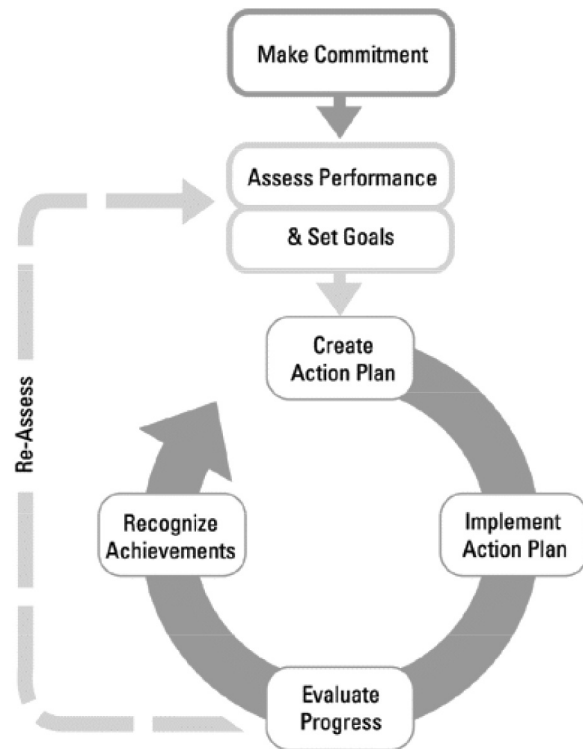 Make Commitment
Assess Performance
& Set Goals
Create
Action Plan
Re-Assess
Recognize
Achievements
Implement
Action Plan
Evaluate
Progress